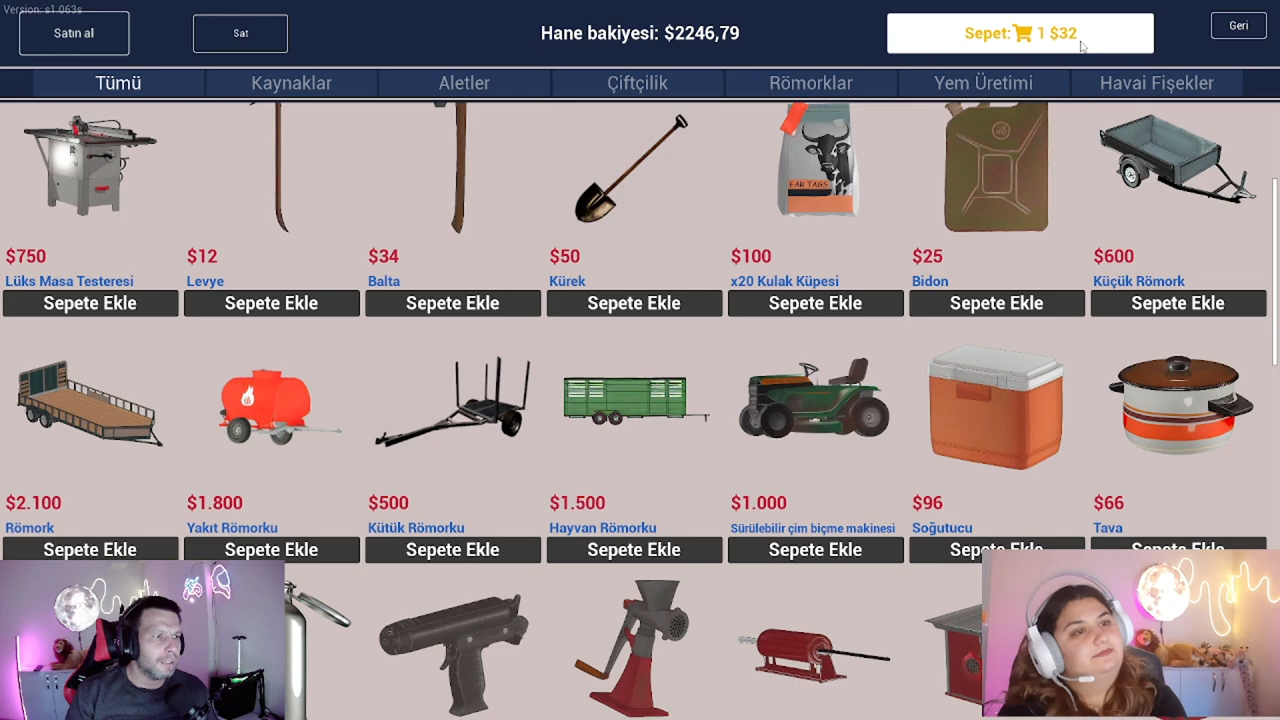 Version: s1.063s
Satın al
Sat
Hane bakiyesi: $2246,79
Sepet: 1 $32
Geri
Tümü
Kaynaklar
Aletler
Çiftçilik
Römorklar
Yem Üretimi
Havai Fişekler
EAR TAGS
$750
$12
$34
$50
$100
$25
$600
Lüks Masa Testeresi
Levye
Balta
Kürek
x20 Kulak Küpesi
Bidon
Küçük Römork
Sepete Ekle
Sepete Ekle
Sepete Ekle
Sepete Ekle
Sepete Ekle
Sepete Ekle
Sepete Ekle
$2.100
$1.800
$500
$1.500
$1.000
$96
$66
Römork
Yakıt Römorku
Kütük Römorku
Hayvan Römorku
Sürülebilir çim biçme makinesi
Soğutucu
Tava
Sepete Ekle
Sepete Ekle
Sepete Ekle
Sepete Ekle
Sepete Ekle
Sepete Ekle
Sepete Ekle